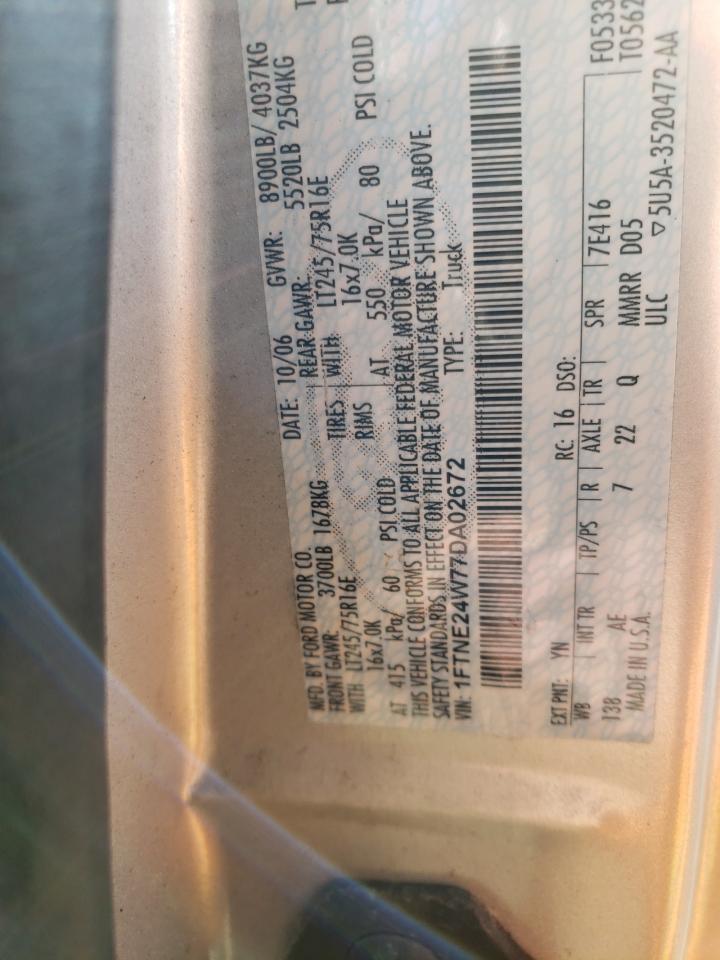 MFD. BY FORD MOTOR CO. DATE: 10/06 GVWR: 8900LB/ 4037KG
FRONT GAWR: 3700LB 1678KG REAR GAWR: 5520LB 2504KG
WITH LT245/75R16E TIRES WITH LT245/75R16E
16x7.0K RIMS 16x7.0K
AT 415 kPa/ 60 PSI COLD AT 550 kPa/ 80 PSI COLD
THIS VEHICLE CONFORMS TO ALL APPLICABLE FEDERAL MOTOR VEHICLE
SAFETY STANDARDS IN EFFECT ON THE DATE OF MANUFACTURE SHOWN ABOVE.
VIN: 1FTNE24W77DA02672 TYPE: Truck
F0533
T0562
EXT PNT: YN RC: 16 DSO:
WB INT TR TP/PS R AXLE TR SPR 7E416
138 AE 7 22 Q MMRR D05
MADE IN U.S.A. ULC
▽ 5U5A-3520472-AA